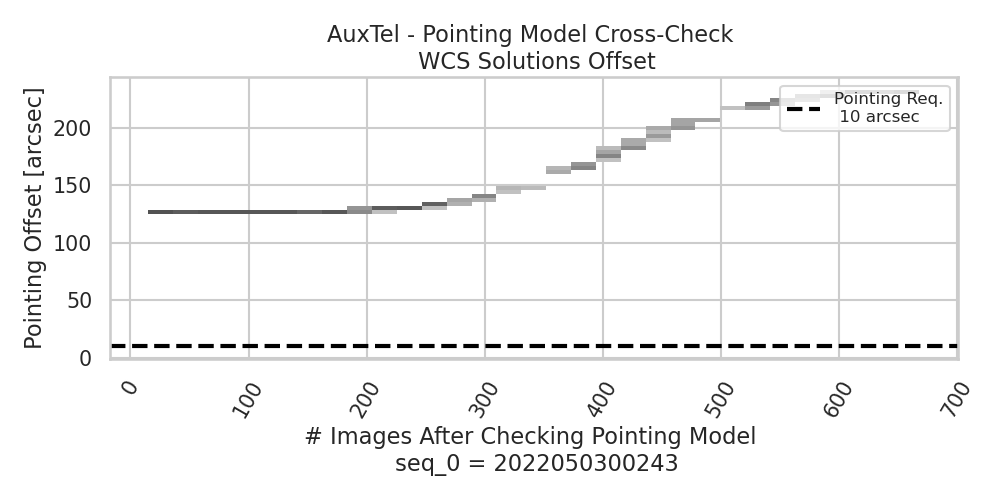 AuxTel - Pointing Model Cross-Check
WCS Solutions Offset
Pointing Offset [arcsec]
200
150
100
50
0
Pointing Req.
10 arcsec
0
100
200
300
400
500
600
700
# Images After Checking Pointing Model
seq_0 = 2022050300243